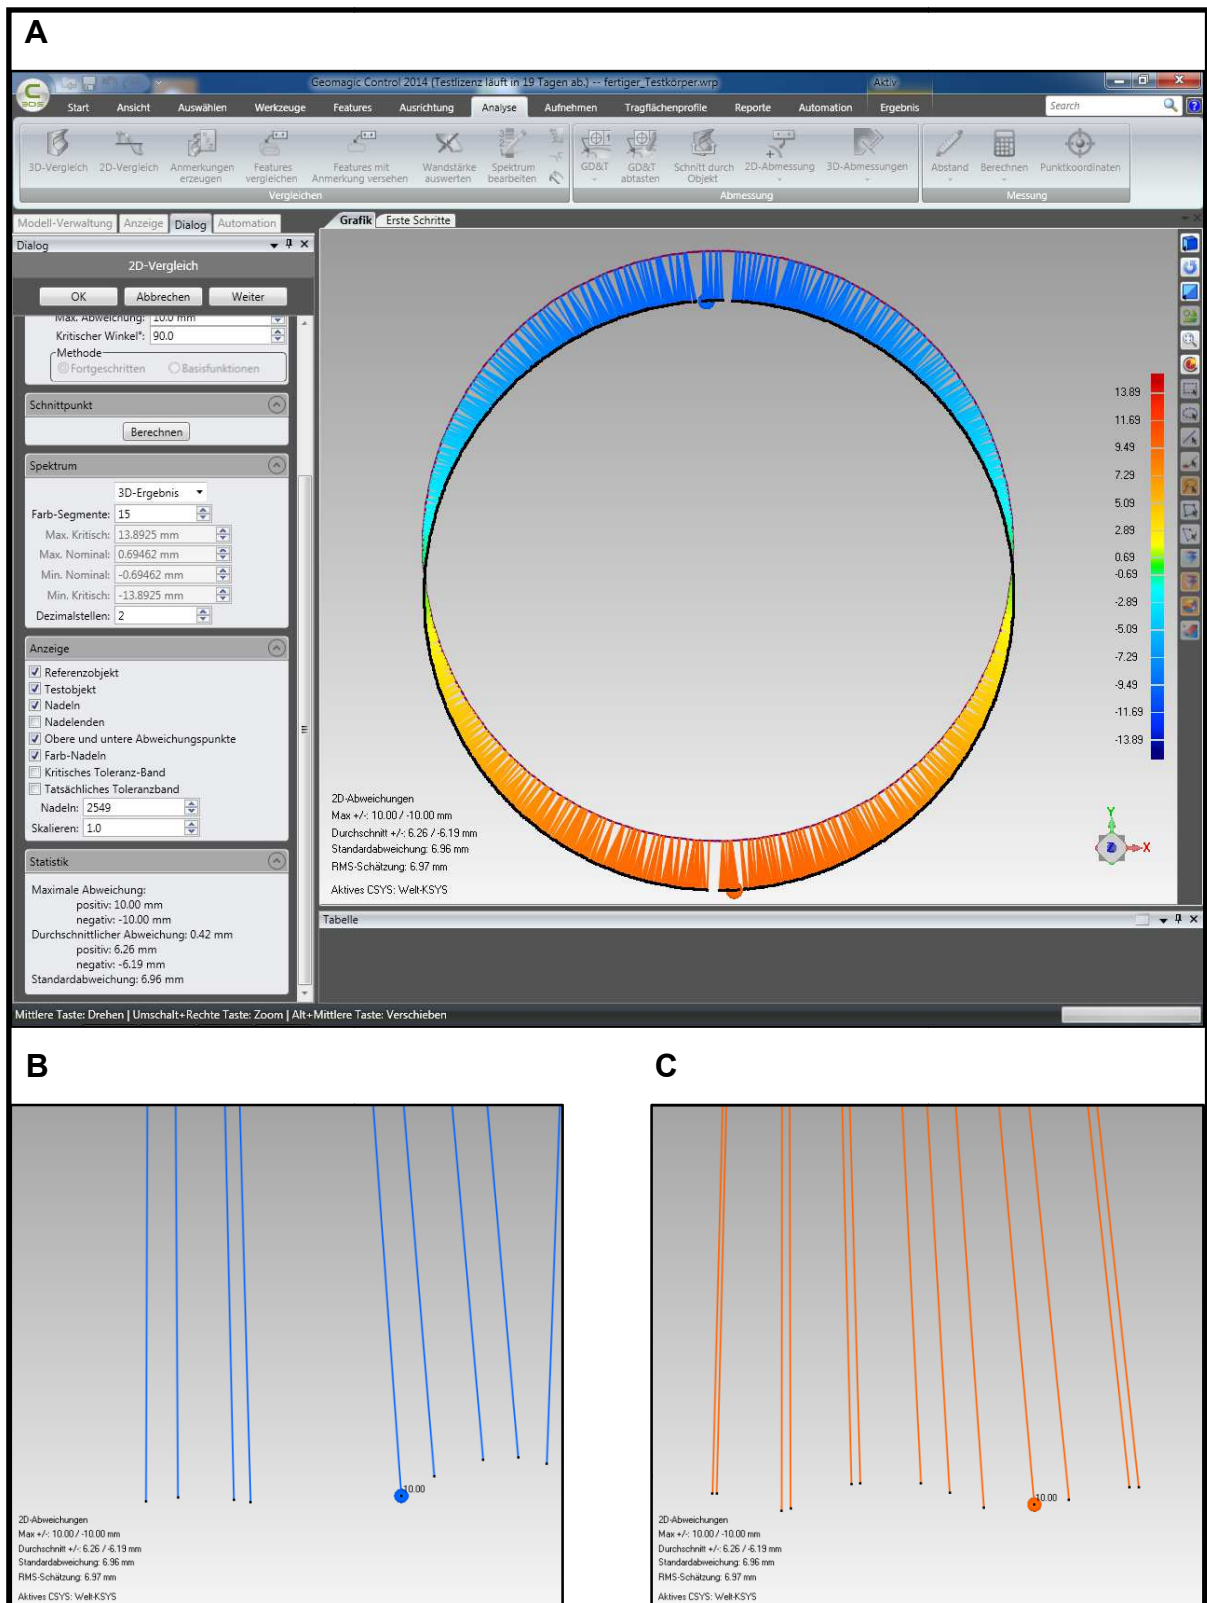 A
Geomagic Control 2014 (Testlizenz läuft in 19 Tagen ab.) -- fertiger_Testkörper.wrp
Aktiv
Start Ansicht Auswählen Werkzeuge Features Ausrichtung Analyse Aufnehmen Tragflächenprofile Reporte Automation Ergebnis Search
3D-Vergleich 2D-Vergleich Anmerkungen erzeugen Features vergleichen Features mit Anmerkung versehen Wandstärke auswerten Spektrum bearbeiten GD&T GD&T abtasten Schnitt durch Objekt 2D-Abmessung 3D-Abmessungen Abstand Berechnen Punktkoordinaten
Vergleichen Abmessung Messung
Modell-Verwaltung Anzeige Dialog Automation
Grafik Erste Schritte
Dialog
2D-Vergleich
OK Abbrechen Weiter
Max. Abweichung: 10.0 mm
Kritischer Winkel°: 90.0
Methode
Fortgeschritten Basisfunktionen
Schnittpunkt
Berechnen
Spektrum
3D-Ergebnis
Farb-Segmente: 15
Max. Kritisch: 13.8925 mm
Max. Nominal: 0.69462 mm
Min. Nominal: -0.69462 mm
Min. Kritisch: -13.8925 mm
Dezimalstellen: 2
Anzeige
Referenzobjekt
Testobjekt
Nadeln
Nadelenden
Obere und untere Abweichungspunkte
Farb-Nadeln
Kritisches Toleranz-Band
Tatsächliches Toleranzband
Nadeln: 2549
Skalieren: 1.0
Statistik
Maximale Abweichung:
positiv: 10.00 mm
negativ: -10.00 mm
Durchschnittlicher Abweichung: 0.42 mm
positiv: 6.26 mm
negativ: -6.19 mm
Standardabweichung: 6.96 mm
13.89
11.69
9.49
7.29
5.09
2.89
0.69
-0.69
-2.89
-5.09
-7.29
-9.49
-11.69
-13.89
2D-Abweichungen
Max +/-: 10.00 / -10.00 mm
Durchschnitt +/-: 6.26 / -6.19 mm
Standardabweichung: 6.96 mm
RMS-Schätzung: 6.97 mm
Aktives CSYS: Welt-KSYS
Y
Z
X
Tabelle
Mittlere Taste: Drehen | Umschalt+Rechte Taste: Zoom | Alt+Mittlere Taste: Verschieben
B
10.00
2D-Abweichungen
Max +/-: 10.00 / -10.00 mm
Durchschnitt +/-: 6.26 / -6.19 mm
Standardabweichung: 6.96 mm
RMS-Schätzung: 6.97 mm
Aktives CSYS: Welt-KSYS
C
10.00
2D-Abweichungen
Max +/-: 10.00 / -10.00 mm
Durchschnitt +/-: 6.26 / -6.19 mm
Standardabweichung: 6.96 mm
RMS-Schätzung: 6.97 mm
Aktives CSYS: Welt-KSYS